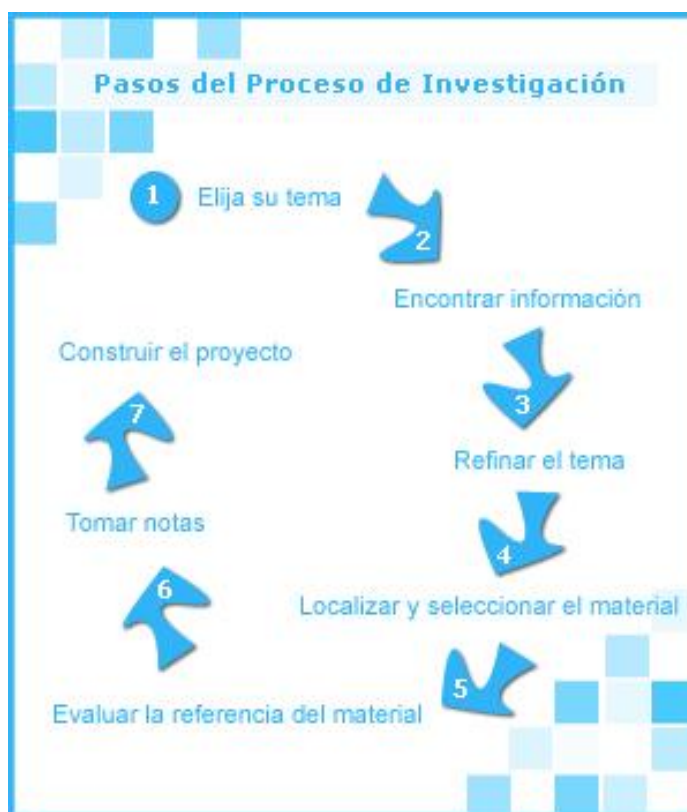 Pasos del Proceso de Investigación
1 Elija su tema
2
Encontrar información
3
Refinar el tema
4
Localizar y seleccionar el material
5
Evaluar la referencia del material
6
Tomar notas
7
Construir el proyecto